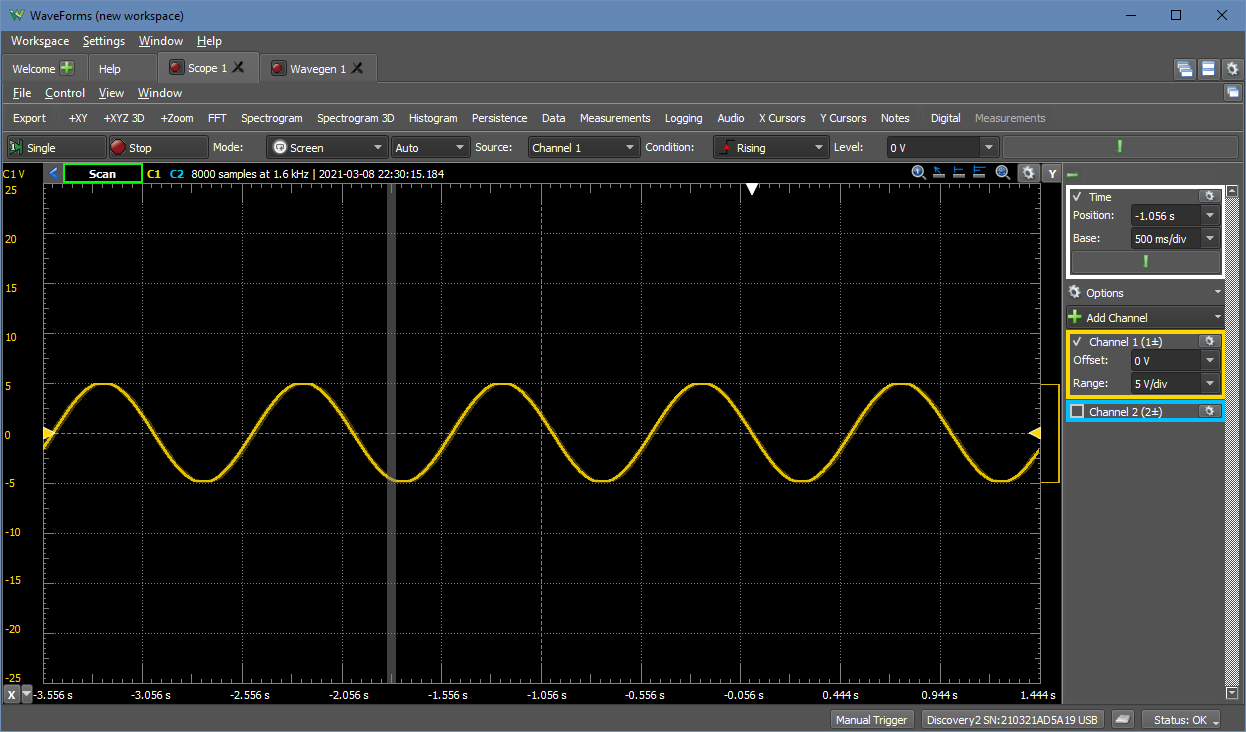 WaveForms (new workspace)
Workspace Settings Window Help
Welcome Help Scope 1 Wavegen 1
File Control View Window
Export +XY +XYZ 3D +Zoom FFT Spectrogram Spectrogram 3D Histogram Persistence Data Measurements Logging Audio X Cursors Y Cursors Notes Digital Measurements
Single Stop Mode: Screen Auto Source: Channel 1 Condition: Rising Level: 0 V
C1 V Scan C1 C2 8000 samples at 1.6 kHz | 2021-03-08 22:30:15.184 Y
25
20
15
10
5
0
-5
-10
-15
-20
-25
X -3.556 s -3.056 s -2.556 s -2.056 s -1.556 s -1.056 s -0.556 s -0.056 s 0.444 s 0.944 s 1.444 s
Time
Position: -1.056 s
Base: 500 ms/div
Options
Add Channel
Channel 1 (1±)
Offset: 0 V
Range: 5 V/div
Channel 2 (2±)
Manual Trigger Discovery2 SN:210321AD5A19 USB Status: OK